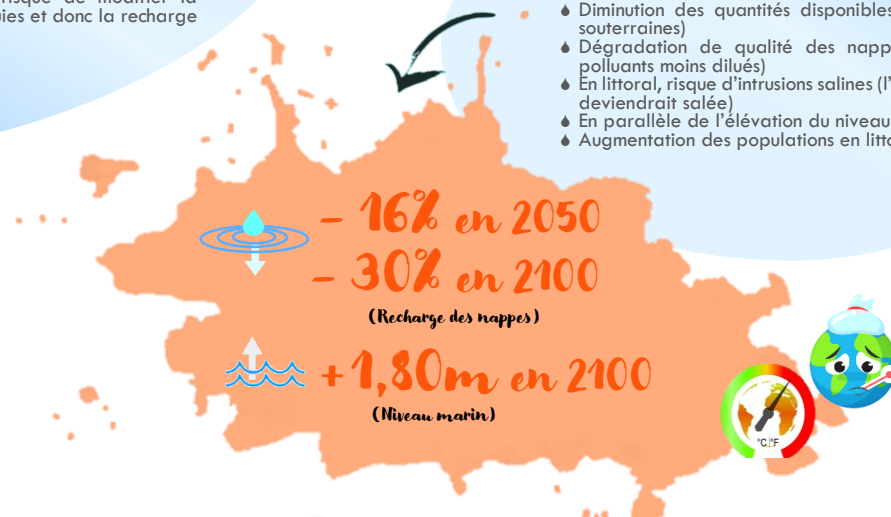 risque de modifier la
uies et donc la recharge
Diminution des quantités disponibles
souterraines)
Dégradation de qualité des napp
polluants moins dilués)
En littoral, risque d'intrusions salines (l'
deviendrait salée)
En parallèle de l'élévation du niveau
Augmentation des populations en litto
- 16% en 2050
- 30% en 2100
(Recharge des nappes)
+1,80m en 2100
(Niveau marin)
°C|°F